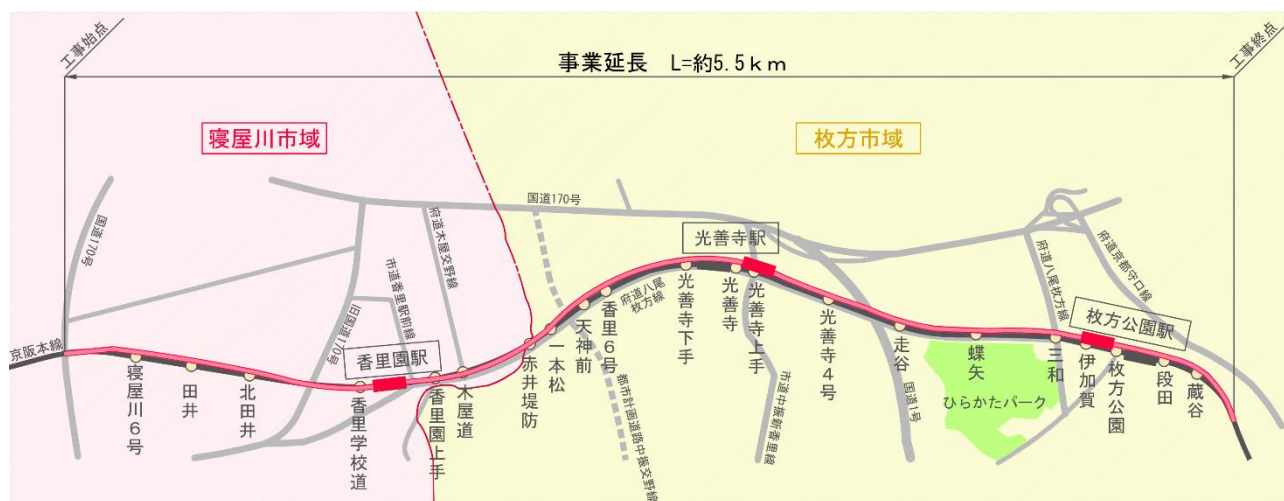 工事始点
工事終点
事業延長　L=約5.5km
寝屋川市域
枚方市域
国道170号
国道170号
府道木屋交野線
市道香里駅前線
旧国道170号
京阪本線
香里園駅
光善寺駅
枚方公園駅
府道八尾
枚方線
府道八尾枚方線
府道京都守口線
都市計画道路中振交野線
市道中振新香里線
国道1号
ひらかたパーク
寝屋川6号
田井
北田井
香里学校道
香里園上手
木屋道
赤井堤防
一本松
天神前
香里6号
光善寺下手
光善寺
光善寺上手
光善寺4号
走谷
蝶矢
三和
伊加賀
枚方公園
段田
蔵谷